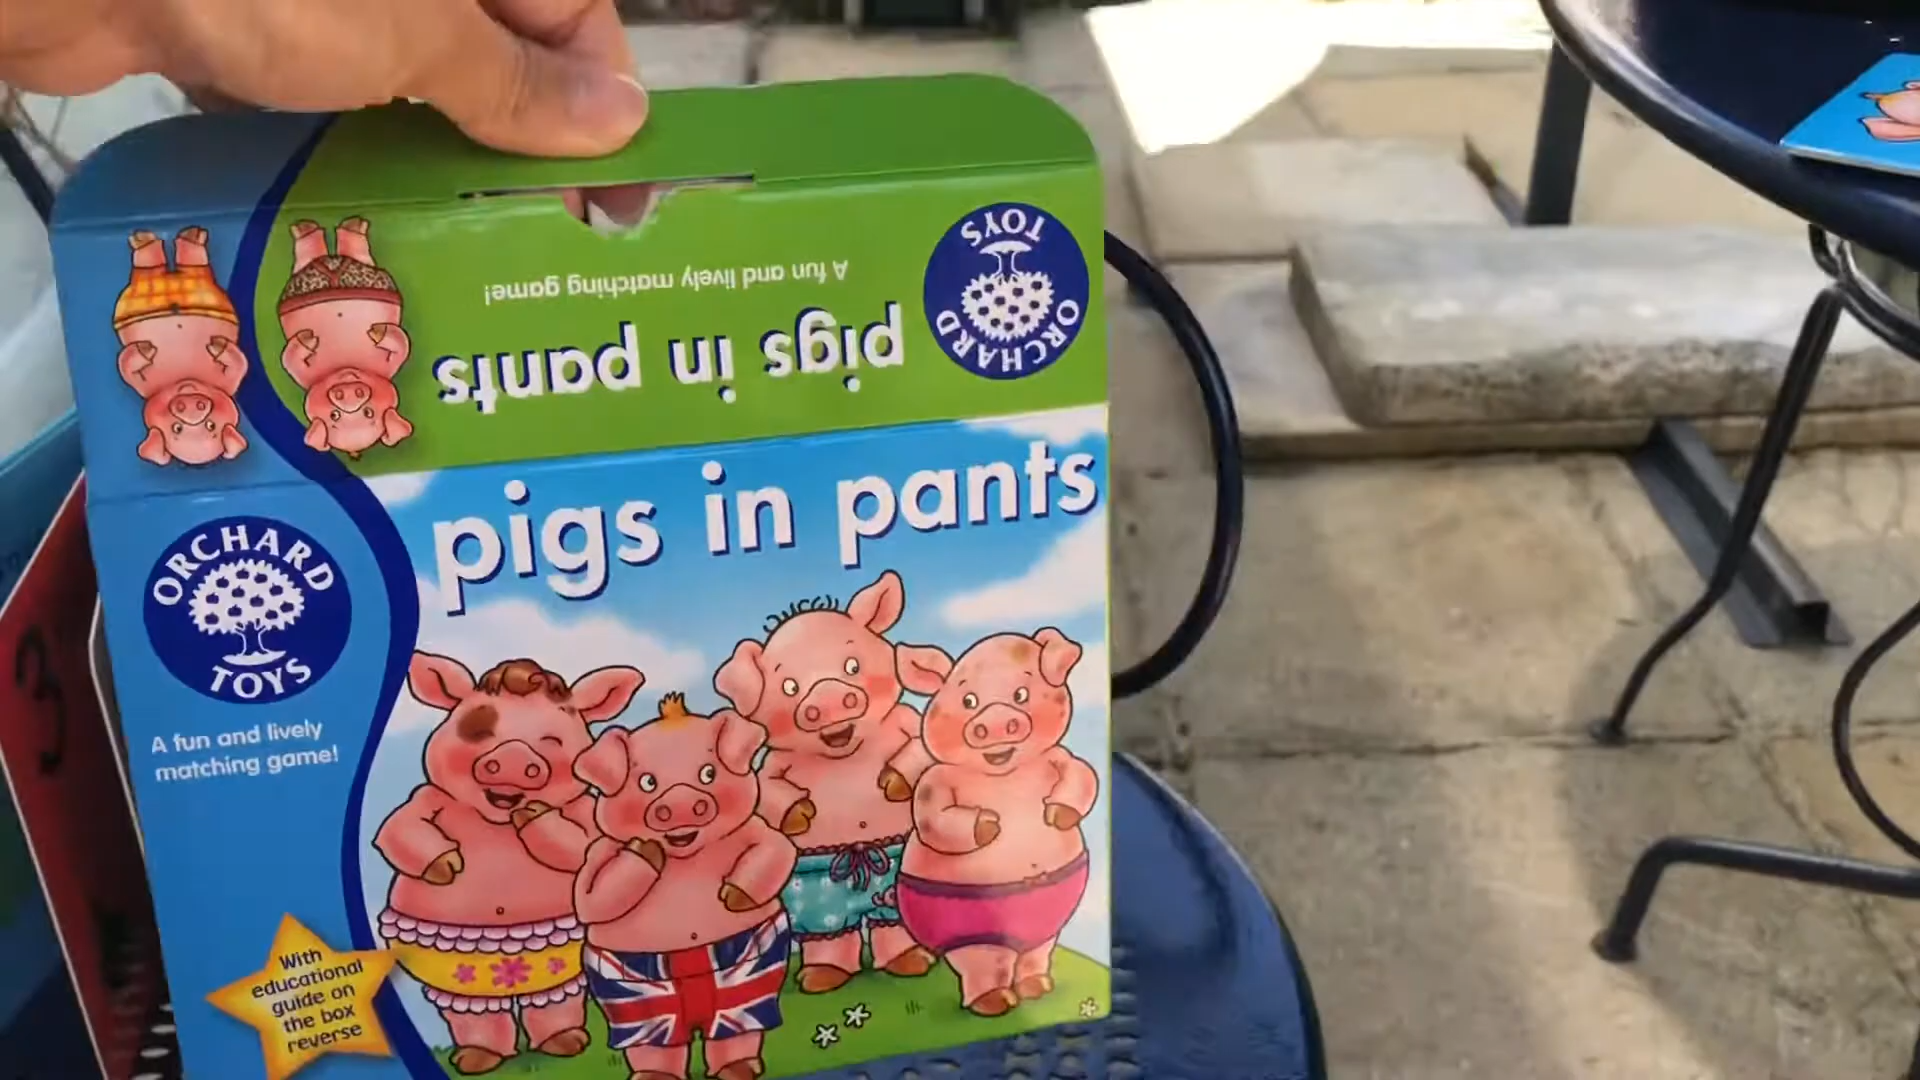 ORCHARD
TOYS
pigs in pants
A fun and lively matching game!
pigs in pants
ORCHARD
TOYS
A fun and lively
matching game!
With
educational
guide on
the box
reverse
3